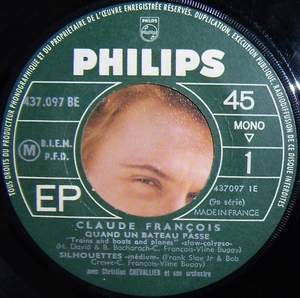 TOUS DROITS DU PRODUCTEUR PHONOGRAPHIQUE ET DU PROPRIÉTAIRE DE L'ŒUVRE ENREGISTRÉE RÉSERVÉS. DUPLICATION, EXÉCUTION PUBLIQUE ET RADIODIFFUSION DE CE DISQUE INTERDITES
PHILIPS
437.097 BE
45
B.I.E.M.
P.F.D.
M
MONO
1
EP
437097 1E
(9e série)
MADE IN FRANCE
CLAUDE FRANÇOIS
QUAND UN BATEAU PASSE
"Trains and boats and planes" -slow-calypso-
(H. David & B. Bacharach-C. François-Vline Buggy)
SILHOUETTES -médium- (Frank Slay Jr & Bob
Crewe-C. François-Vline Buggy)
avec Christian CHEVALLIER et son orchestre